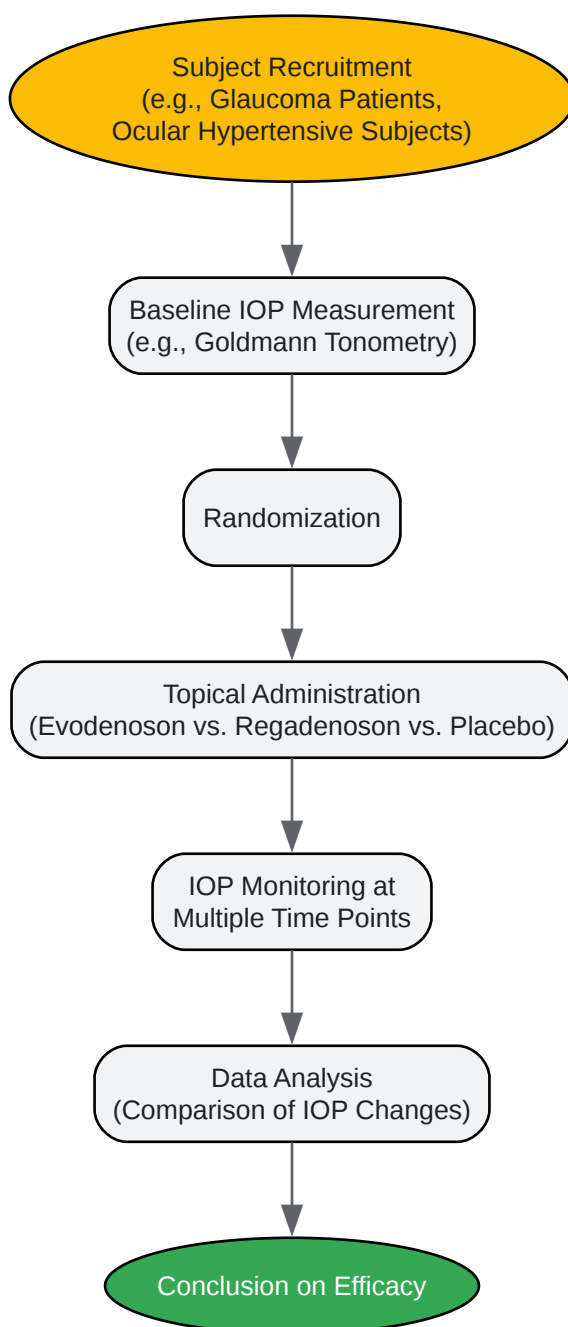 Subject Recruitment
(e.g., Glaucoma Patients,
Ocular Hypertensive Subjects)
Baseline IOP Measurement
(e.g., Goldmann Tonometry)
Randomization
Topical Administration
(Evodenoson vs. Regadenoson vs. Placebo)
IOP Monitoring at
Multiple Time Points
Data Analysis
(Comparison of IOP Changes)
Conclusion on Efficacy